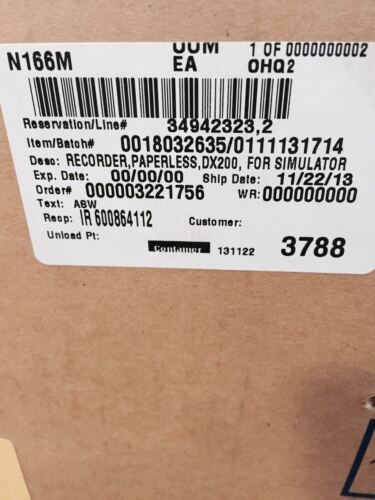 UOM 1 OF 0000000002
N166M EA OHQ2
Reservation/Line# 34942323,2
Item/Batch# 0018032635/0111131714
Desc: RECORDER,PAPERLESS,DX200, FOR SIMULATOR
Exp. Date: 00/00/00 Ship Date: 11/22/13
Order# 000003221756 WR: 000000000
Text: ASW
Recp: IR 600864112 Customer:
Unload Pt:
Container 131122 3788